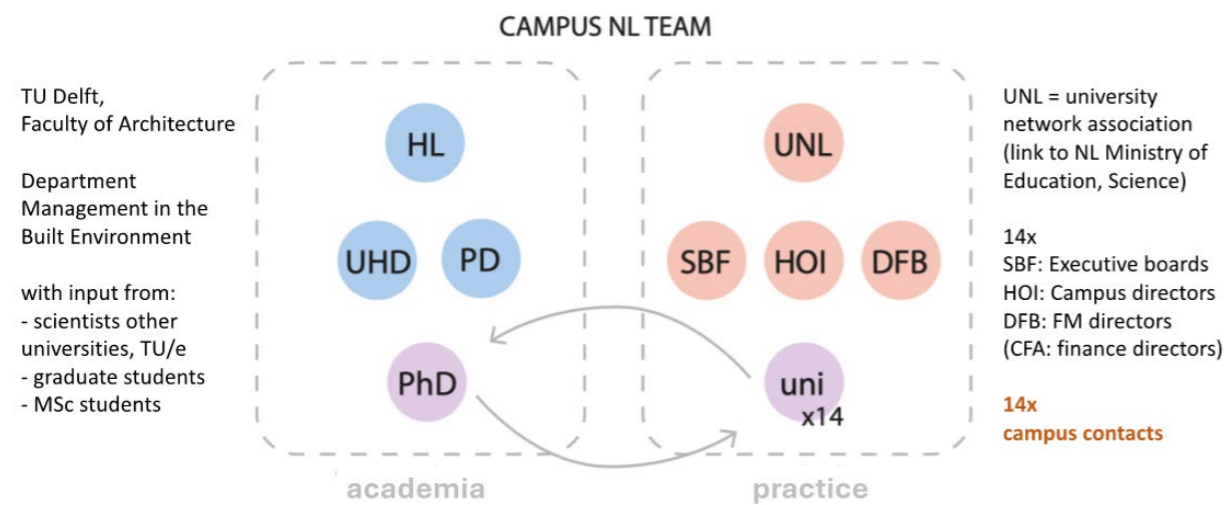 CAMPUS NL TEAM
TU Delft,
Faculty of Architecture
Department
Management in the
Built Environment
with input from:
- scientists other
universities, TU/e
- graduate students
- MSc students
HL
UHD
PD
PhD
academia
UNL
SBF
HOI
DFB
uni
x14
practice
UNL = university
network association
(link to NL Ministry of
Education, Science)
14x
SBF: Executive boards
HOI: Campus directors
DFB: FM directors
(CFA: finance directors)
14x
campus contacts